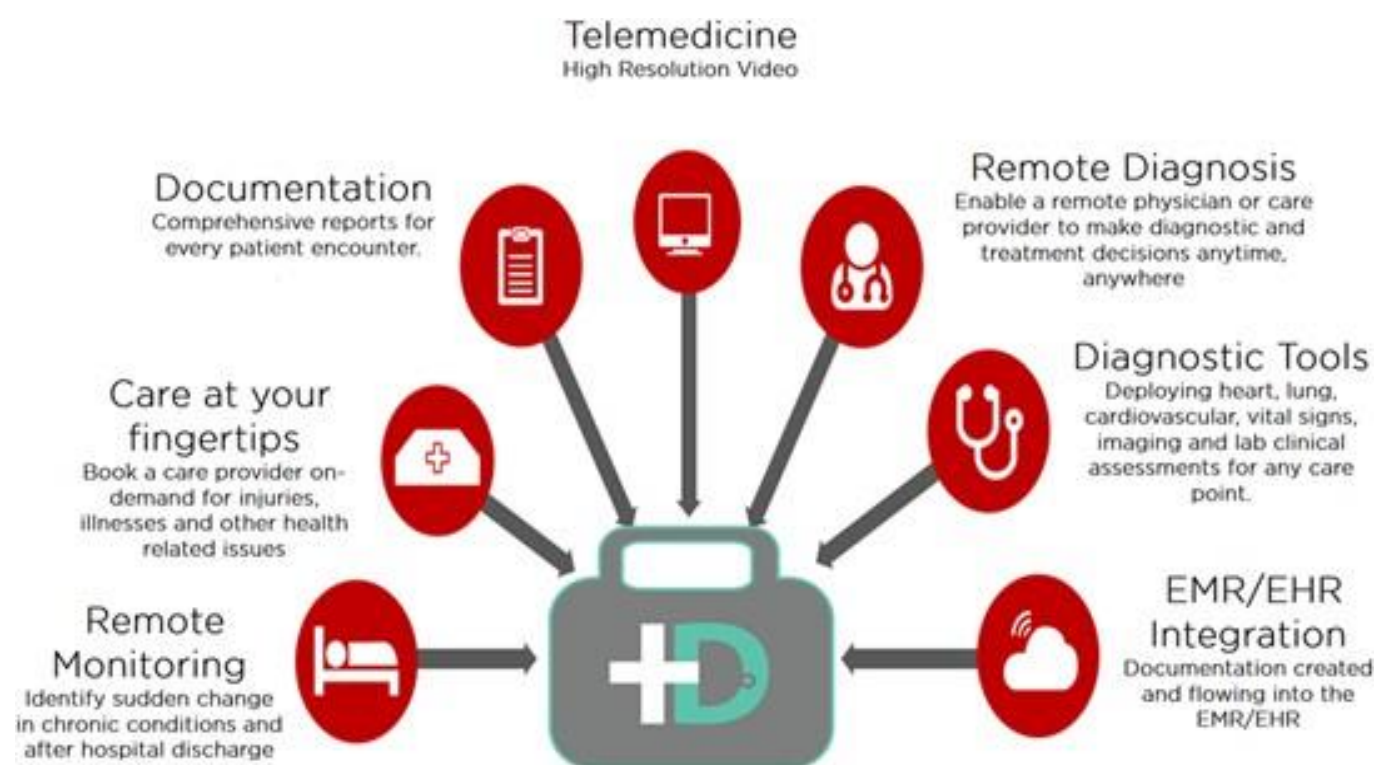 Telemedicine
High Resolution Video
Documentation
Comprehensive reports for
every patient encounter.
Remote Diagnosis
Enable a remote physician or care
provider to make diagnostic and
treatment decisions anytime,
anywhere
Care at your
fingertips
Book a care provider on-
demand for injuries,
illnesses and other health
related issues
Diagnostic Tools
Deploying heart, lung,
cardiovascular, vital signs,
imaging and lab clinical
assessments for any care
point.
Remote
Monitoring
Identify sudden change
in chronic conditions and
after hospital discharge
EMR/EHR
Integration
Documentation created
and flowing into the
EMR/EHR
+D